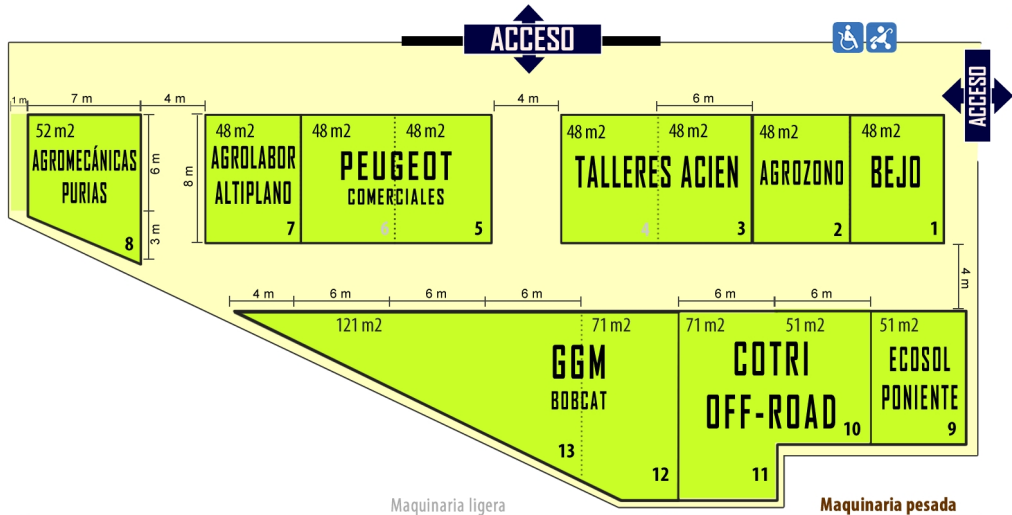 ACCESO
ACCESO
1 m
7 m
4 m
4 m
6 m
52 m2
AGROMECÁNICAS
PURIAS
8
6 m
3 m
8 m
48 m2
AGROLABOR
ALTIPLANO
7
48 m2
48 m2
PEUGEOT
COMERCIALES
6
5
48 m2
48 m2
TALLERES ACIEN
4
3
48 m2
AGROZONO
2
48 m2
BEJO
1
4 m
4 m
6 m
6 m
6 m
6 m
6 m
121 m2
71 m2
GGM
BOBCAT
13
12
71 m2
51 m2
COTRI
OFF-ROAD
10
11
51 m2
ECOSOL
PONIENTE
9
Maquinaria ligera
Maquinaria pesada